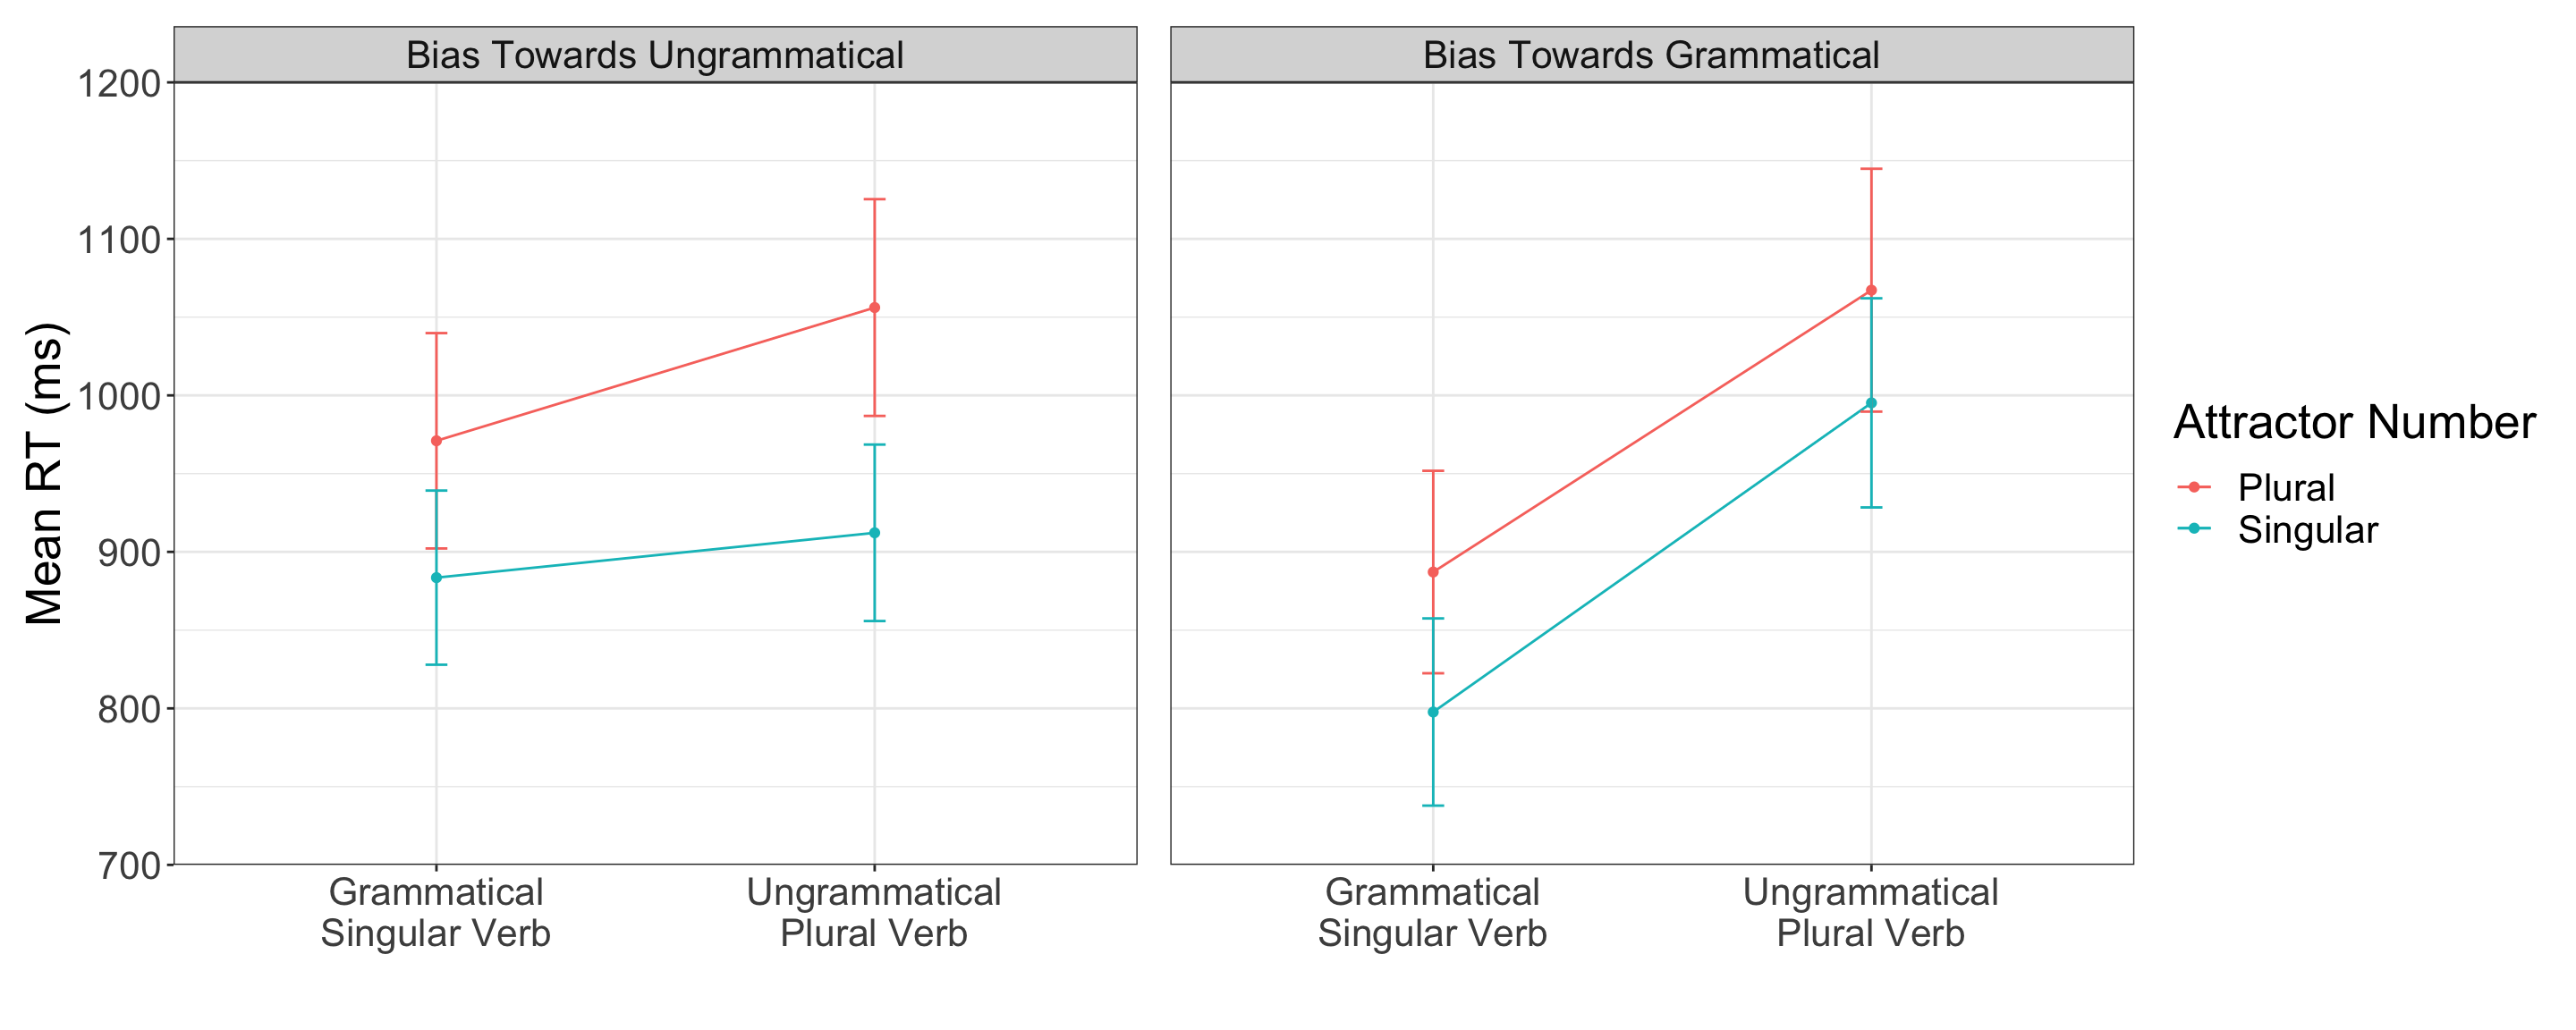 Bias Towards Ungrammatical
Bias Towards Grammatical
1200
1100
1000
900
800
700
Mean RT (ms)
Grammatical
Singular Verb
Ungrammatical
Plural Verb
Grammatical
Singular Verb
Ungrammatical
Plural Verb
Attractor Number
Plural
Singular